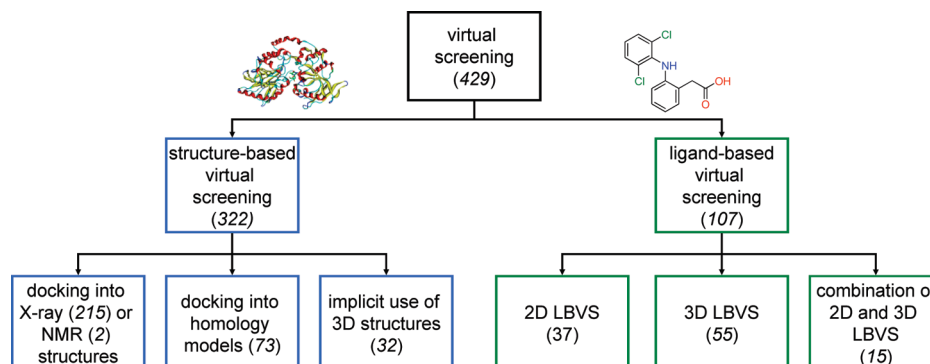 virtual
screening
(429)
Cl
Cl
NH
OH
O
structure-based
virtual
screening
(322)
ligand-based
virtual
screening
(107)
docking into
X-ray (215) or
NMR (2)
structures
docking into
homology
models (73)
implicit use of
3D structures
(32)
2D LBVS
(37)
3D LBVS
(55)
combination o
2D and 3D
LBVS
(15)